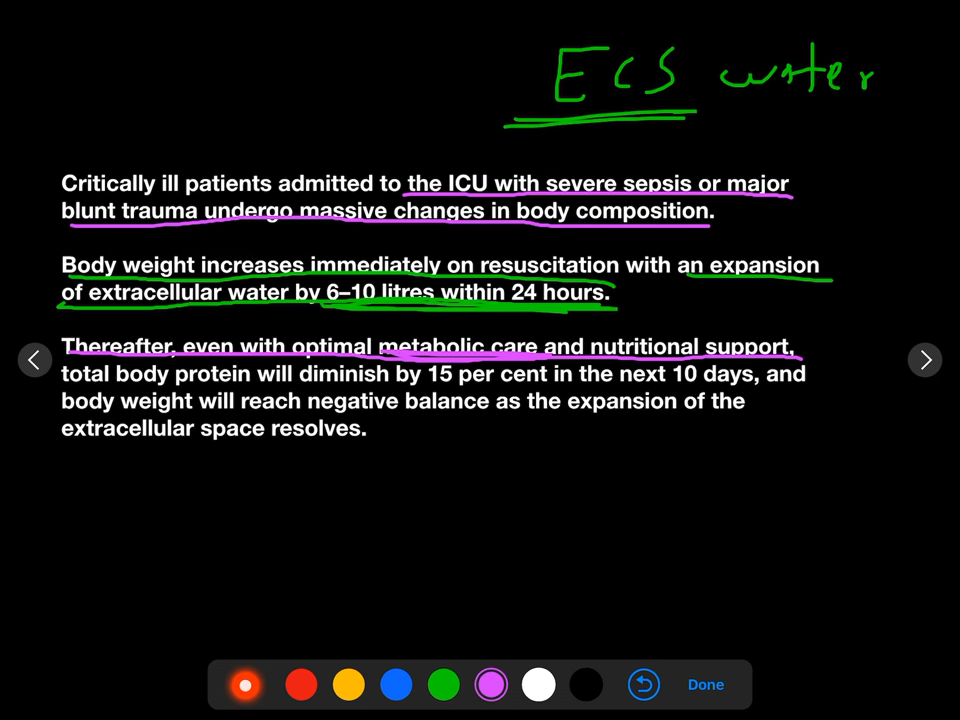 ECS water
Critically ill patients admitted to the ICU with severe sepsis or major
blunt trauma undergo massive changes in body composition.
Body weight increases immediately on resuscitation with an expansion
of extracellular water by 6–10 litres within 24 hours.
Thereafter, even with optimal metabolic care and nutritional support,
total body protein will diminish by 15 per cent in the next 10 days, and
body weight will reach negative balance as the expansion of the
extracellular space resolves.
Done